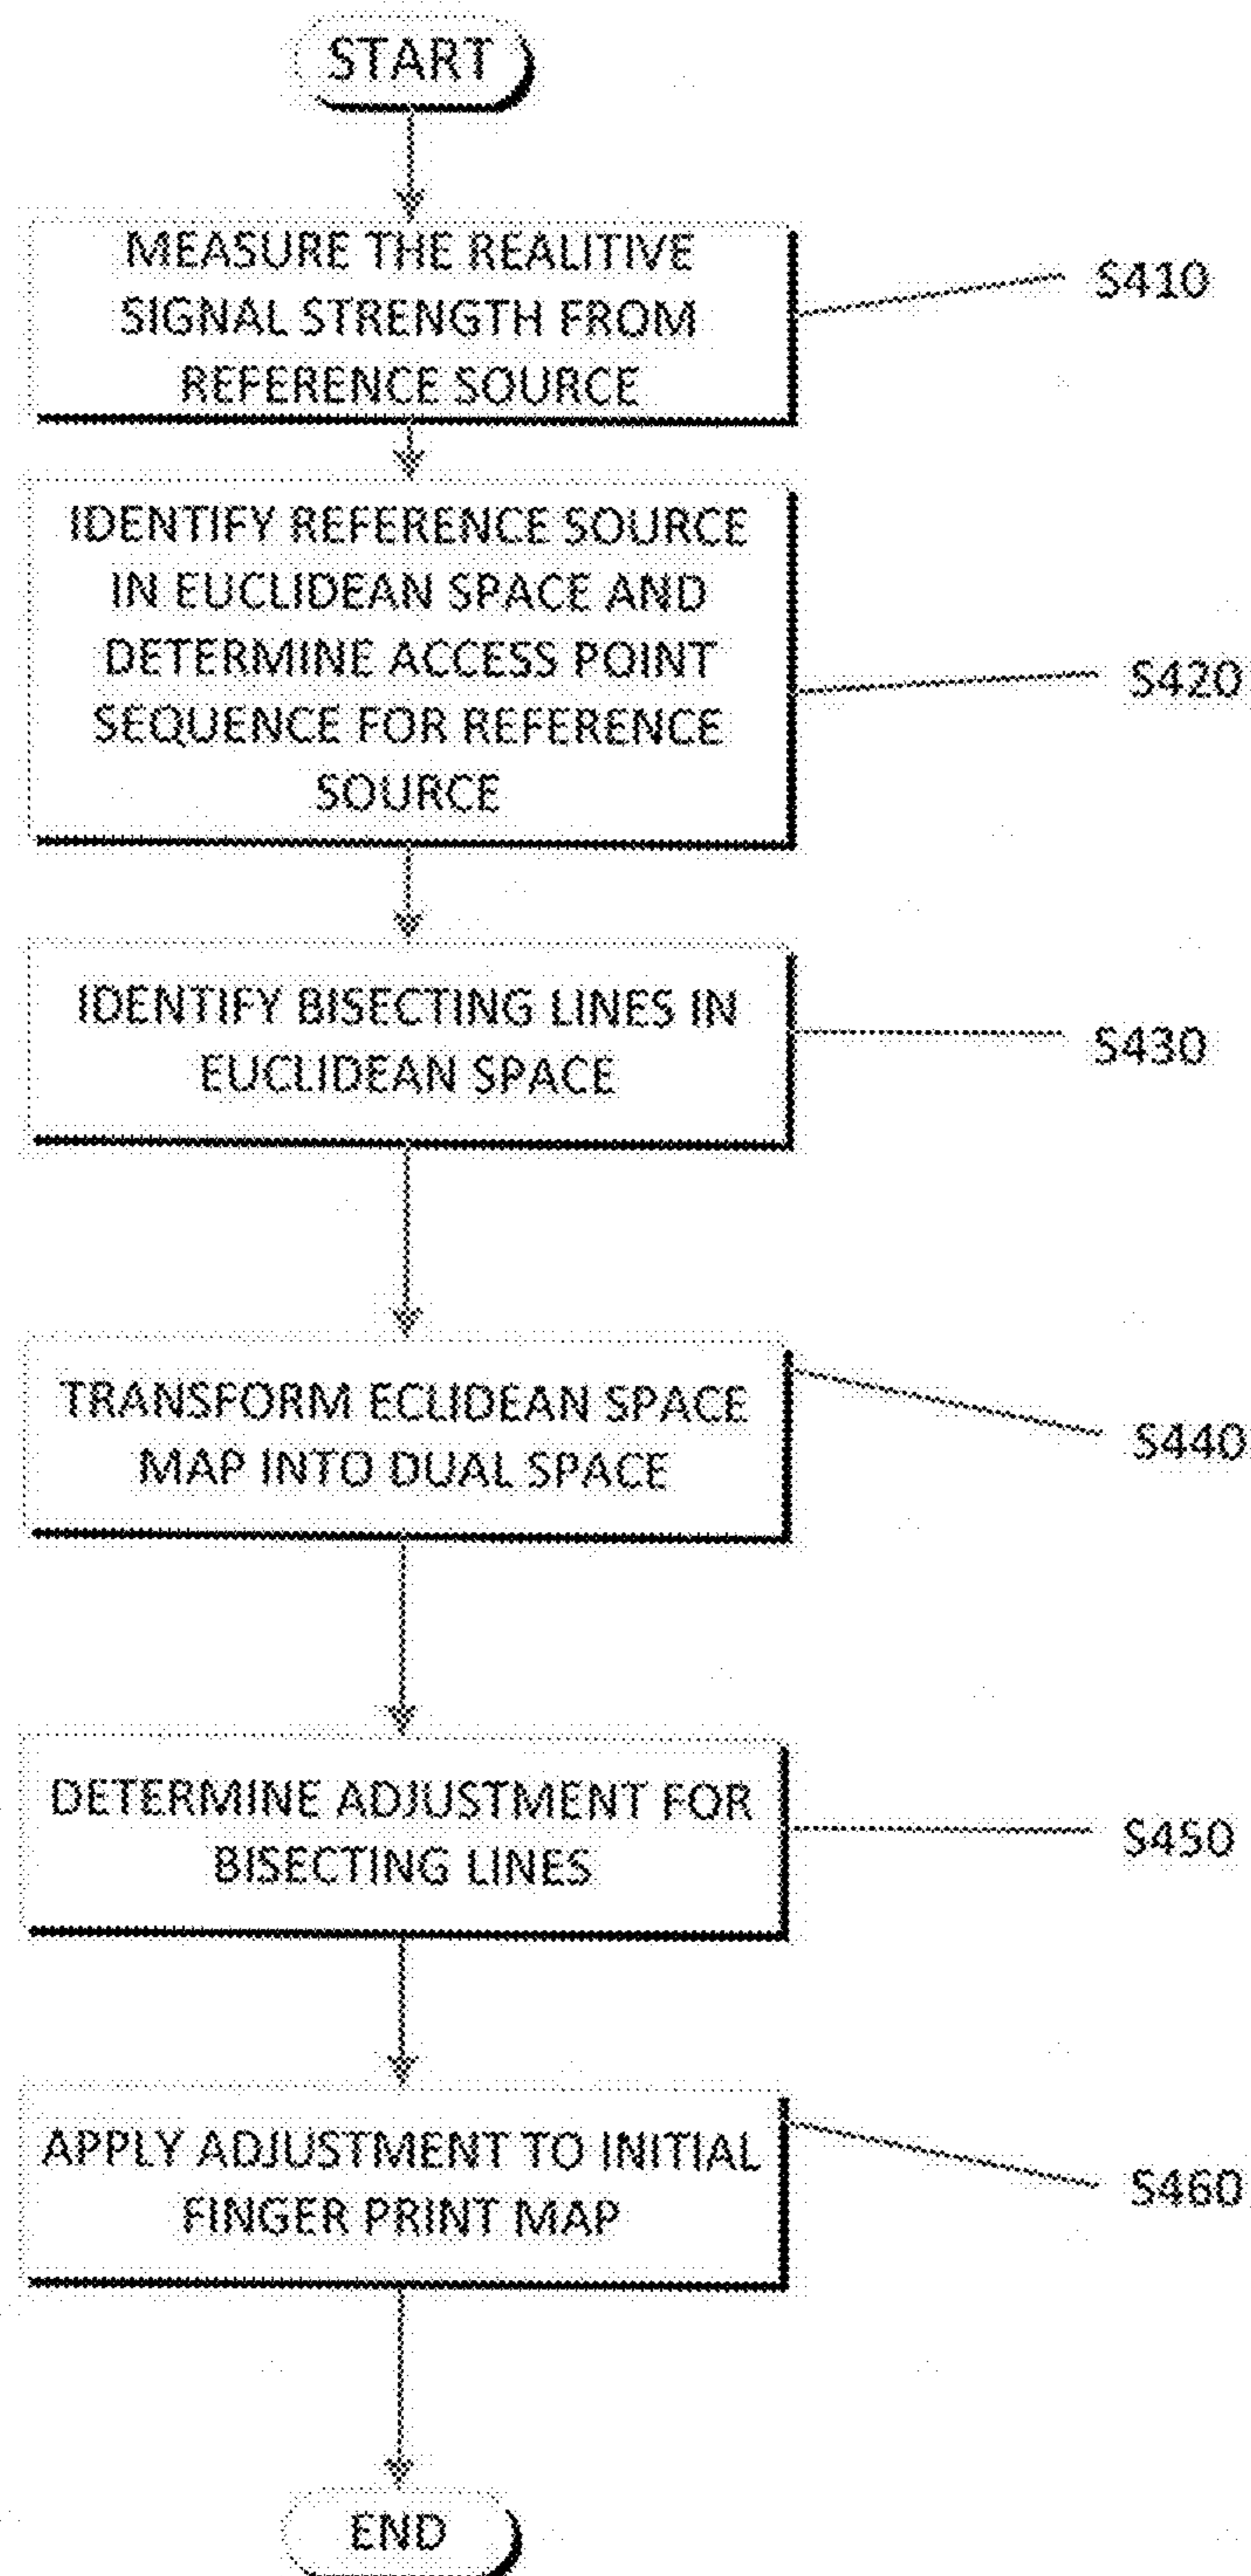 START
MEASURE THE REALITIVE
SIGNAL STRENGTH FROM
REFERENCE SOURCE
S410
IDENTIFY REFERENCE SOURCE
IN EUCLIDEAN SPACE AND
DETERMINE ACCESS POINT
SEQUENCE FOR REFERENCE
SOURCE
S420
IDENTIFY BISECTING LINES IN
EUCLIDEAN SPACE
S430
TRANSFORM ECLIDEAN SPACE
MAP INTO DUAL SPACE
S440
DETERMINE ADJUSTMENT FOR
BISECTING LINES
S450
APPLY ADJUSTMENT TO INITIAL
FINGER PRINT MAP
S460
END